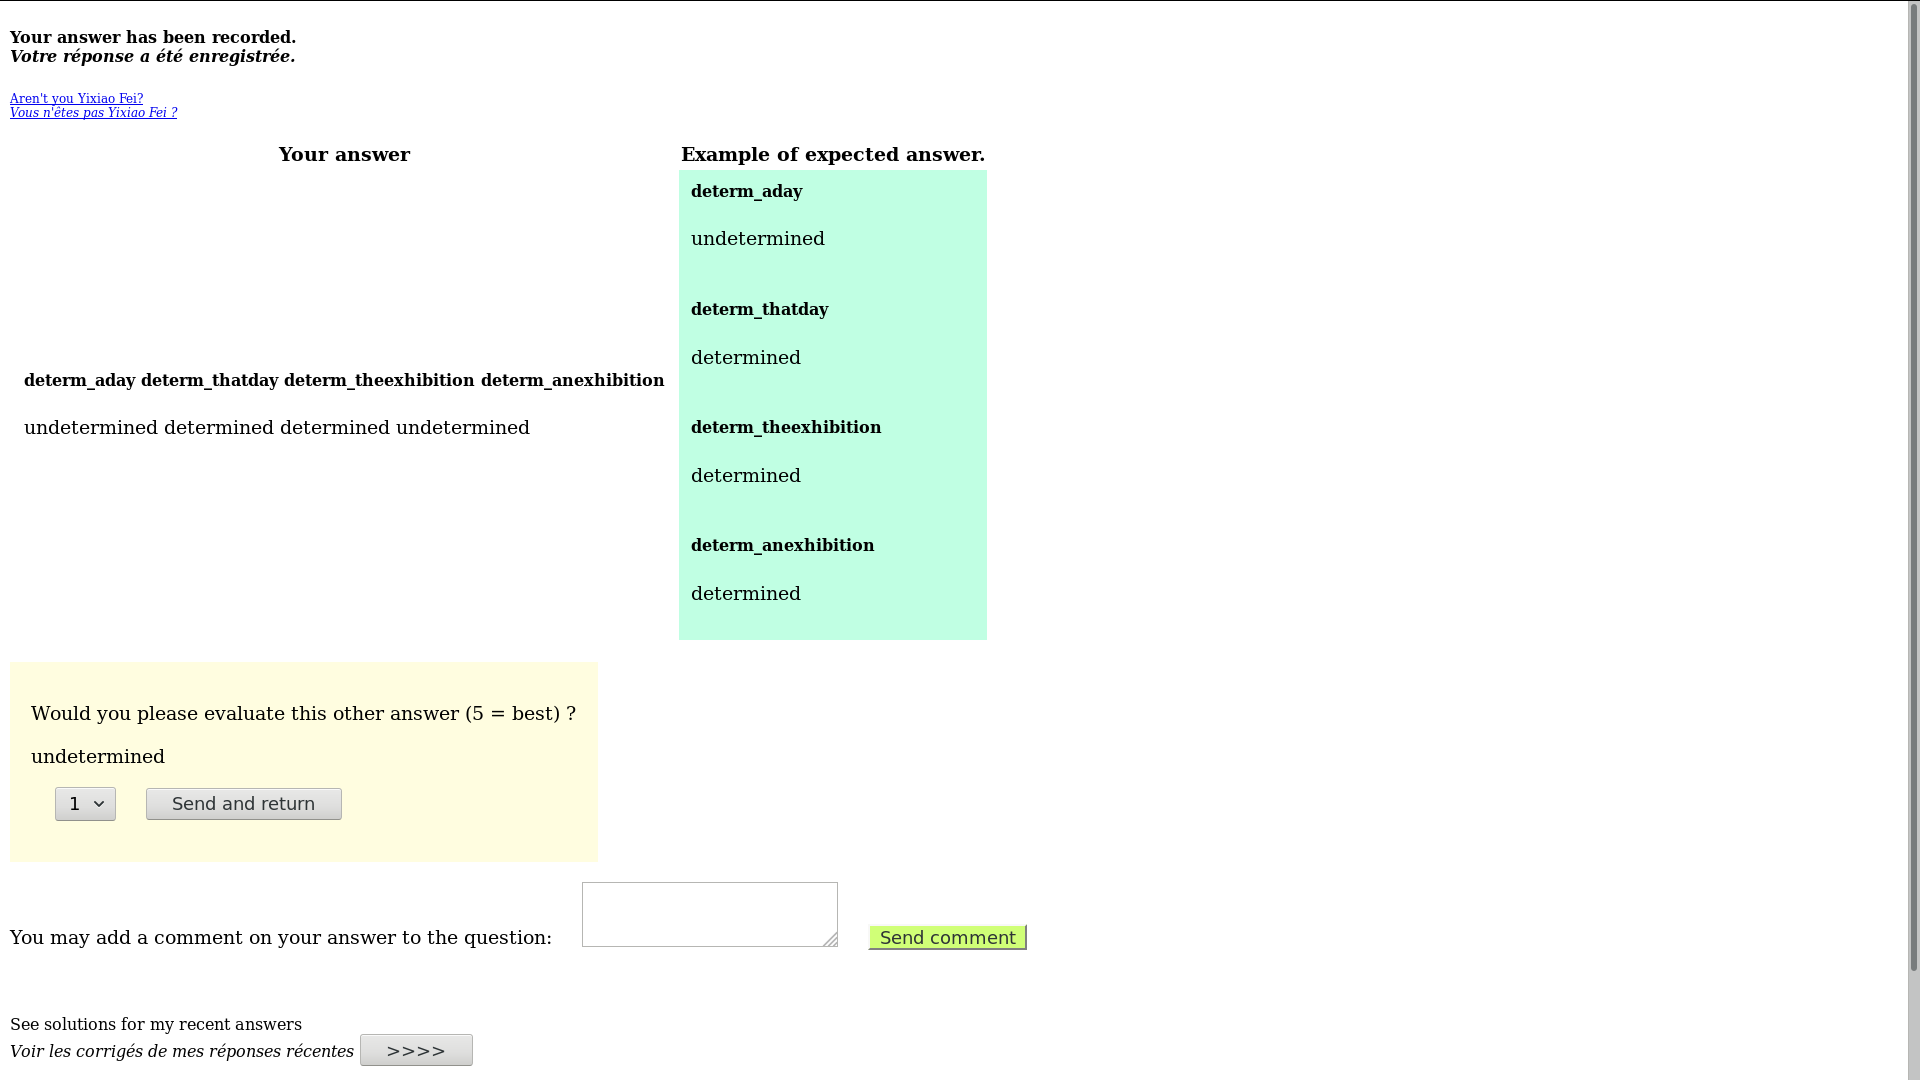 Your answer has been recorded.
Votre réponse a été enregistrée.
Aren't you Yixiao Fei?
Vous n'êtes pas Yixiao Fei ?
Your answer
determ_aday determ_thatday determ_theexhibition determ_anexhibition
undetermined determined determined undetermined
Example of expected answer.
determ_aday
undetermined
determ_thatday
determined
determ_theexhibition
determined
determ_anexhibition
determined
Would you please evaluate this other answer (5 = best) ?
undetermined
1
Send and return
You may add a comment on your answer to the question:
Send comment
See solutions for my recent answers
Voir les corrigés de mes réponses récentes
>>>>